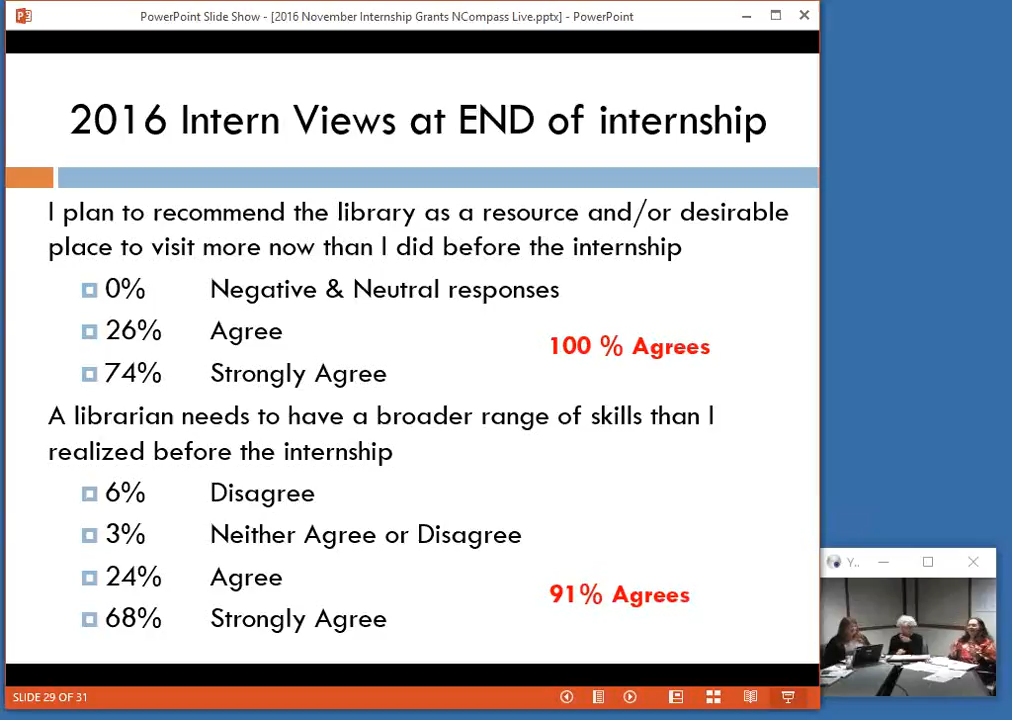 PowerPoint Slide Show - [2016 November Internship Grants NCompass Live.pptx] - PowerPoint
2016 Intern Views at END of internship
I plan to recommend the library as a resource and/or desirable
place to visit more now than I did before the internship
0% Negative & Neutral responses
26% Agree
100 % Agrees
74% Strongly Agree
A librarian needs to have a broader range of skills than I
realized before the internship
6% Disagree
3% Neither Agree or Disagree
24% Agree
91% Agrees
68% Strongly Agree
Y..
SLIDE 29 OF 31